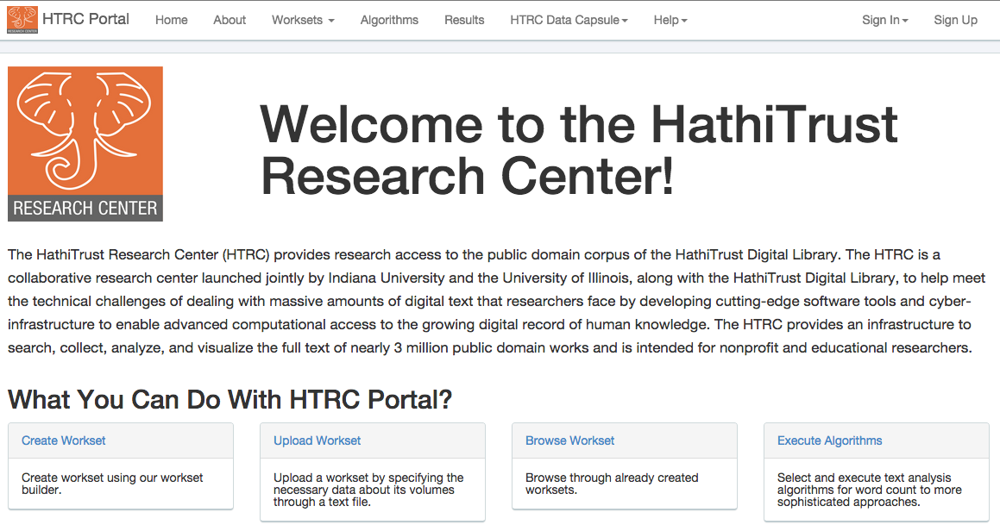 HTRC Portal Home About Worksets Algorithms Results HTRC Data Capsule Help Sign In Sign Up
RESEARCH CENTER
Welcome to the HathiTrust
Research Center!
RESEARCH CENTER
The HathiTrust Research Center (HTRC) provides research access to the public domain corpus of the HathiTrust Digital Library. The HTRC is a
collaborative research center launched jointly by Indiana University and the University of Illinois, along with the HathiTrust Digital Library, to help meet
the technical challenges of dealing with massive amounts of digital text that researchers face by developing cutting-edge software tools and cyber-
infrastructure to enable advanced computational access to the growing digital record of human knowledge. The HTRC provides an infrastructure to
search, collect, analyze, and visualize the full text of nearly 3 million public domain works and is intended for nonprofit and educational researchers.
What You Can Do With HTRC Portal?
Create Workset
Create workset using our workset
builder.
Upload Workset
Upload a workset by specifying the
necessary data about its volumes
through a text file.
Browse Workset
Browse through already created
worksets.
Execute Algorithms
Select and execute text analysis
algorithms for word count to more
sophisticated approaches.